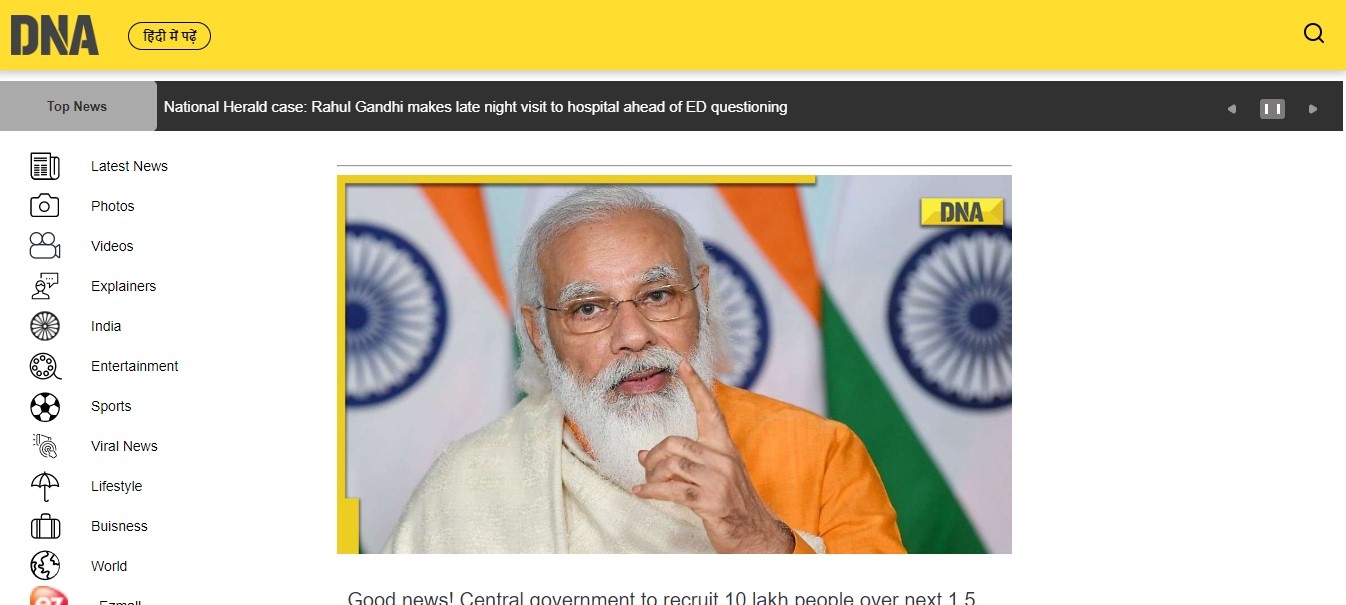 DNA
हिंदी में पढ़ें
Top News
National Herald case: Rahul Gandhi makes late night visit to hospital ahead of ED questioning
Latest News
Photos
Videos
Explainers
India
Entertainment
Sports
Viral News
Lifestyle
Buisness
World
Ezmall
DNA
Good news! Central government to recruit 10 lakh people over next 1.5